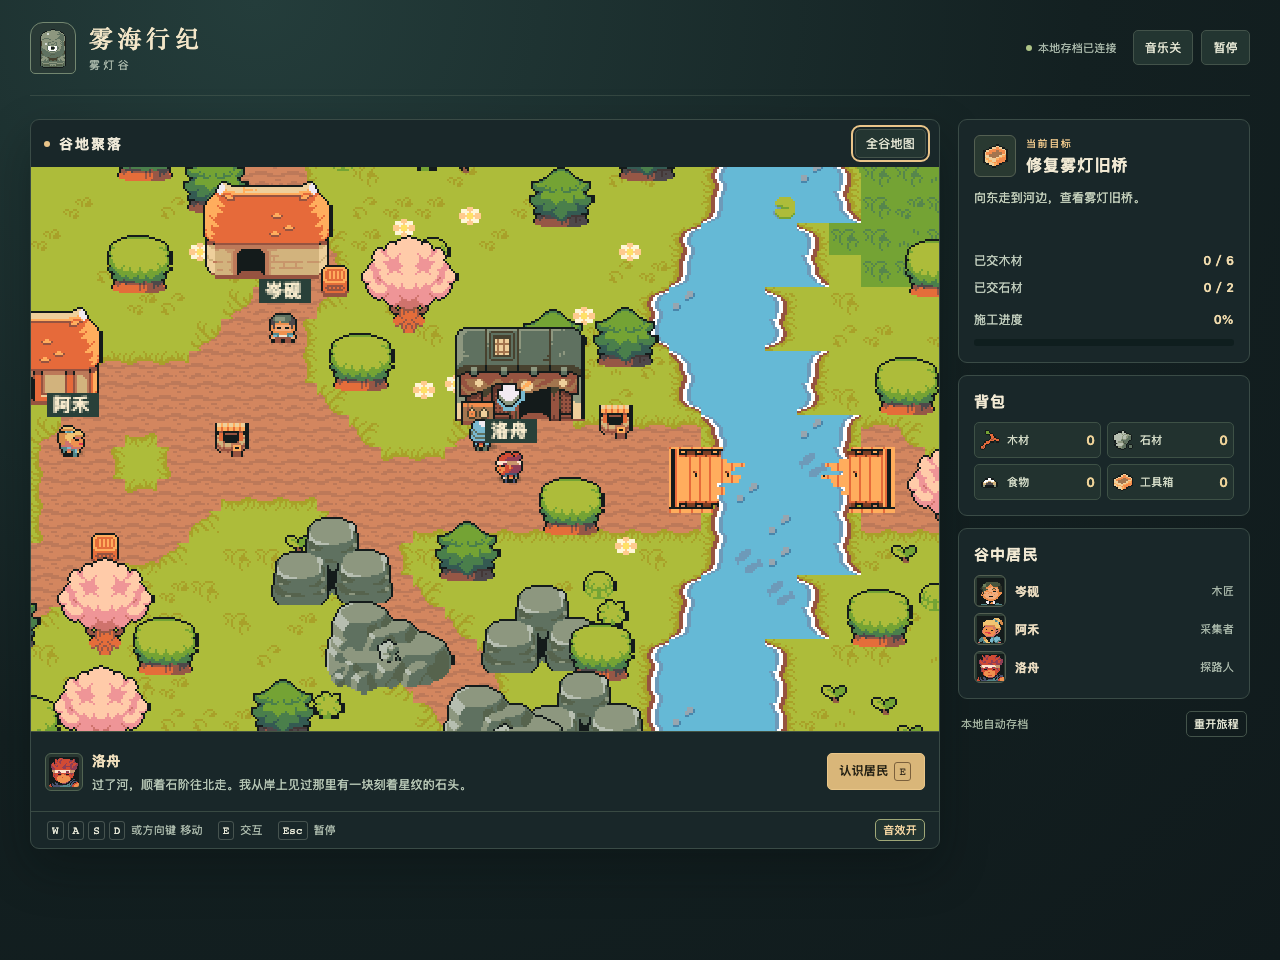 雾海行纪
雾灯谷
本地存档已连接
音乐关
暂停
谷地聚落
全谷地图
岑砚
阿禾
洛舟
洛舟
过了河，顺着石阶往北走。我从岸上见过那里有一块刻着星纹的石头。
认识居民 E
W A S D 或方向键 移动 E 交互 Esc 暂停
音效开
当前目标
修复雾灯旧桥
向东走到河边，查看雾灯旧桥。
已交木材 0 / 6
已交石材 0 / 2
施工进度 0%
背包
木材 0 石材 0
食物 0 工具箱 0
谷中居民
岑砚 木匠
阿禾 采集者
洛舟 探路人
本地自动存档 重开旅程